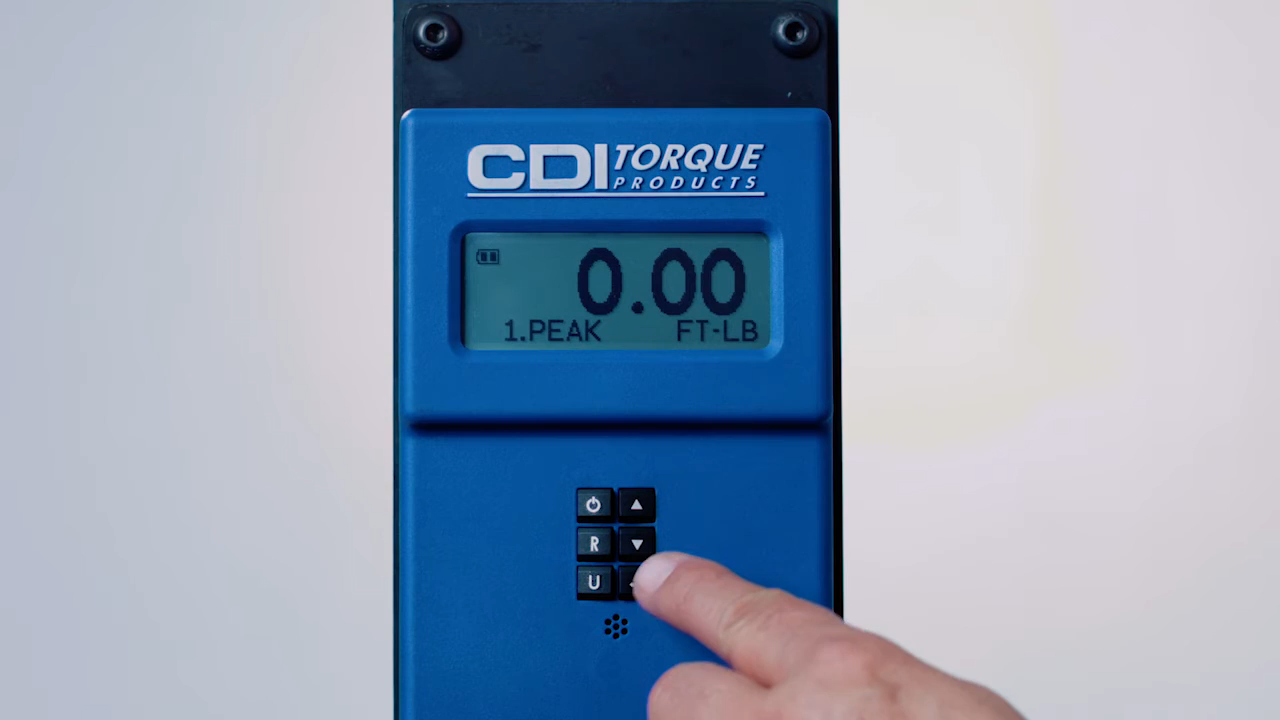 CDI TORQUE
PRODUCTS
0.00
1.PEAK FT-LB
R
U